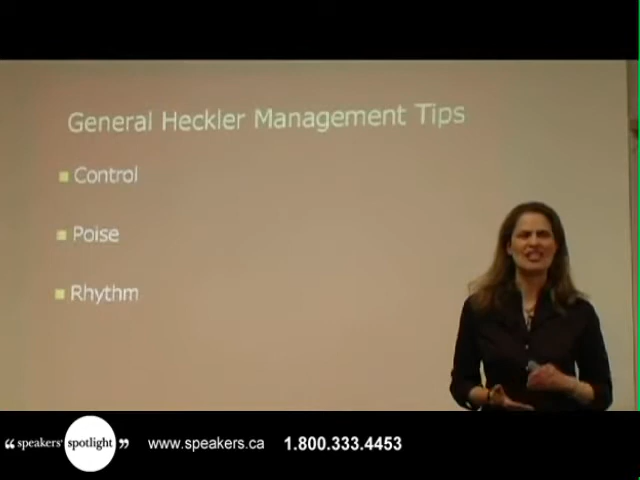 General Heckler Management Tips
Control
Poise
Rhythm
“ speakers' spotlight ” www.speakers.ca 1.800.333.4453